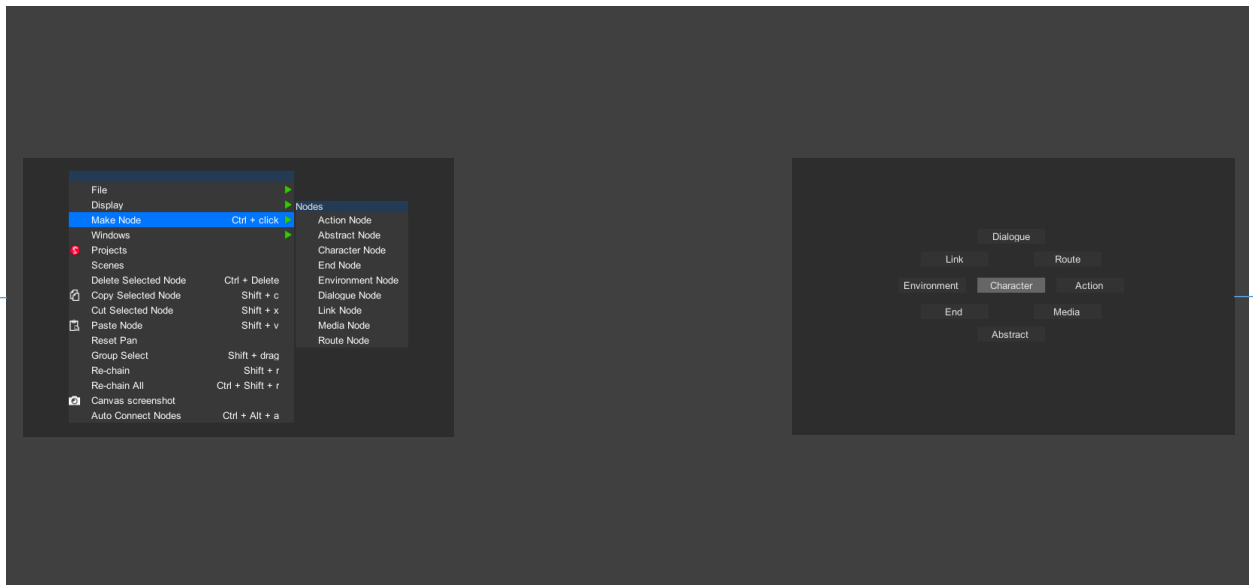 File
Display
Make Node Ctrl + click
Windows
Projects
Scenes
Delete Selected Node Ctrl + Delete
Copy Selected Node Shift + c
Cut Selected Node Shift + x
Paste Node Shift + v
Reset Pan
Group Select Shift + drag
Re-chain Shift + r
Re-chain All Ctrl + Shift + r
Canvas screenshot
Auto Connect Nodes Ctrl + Alt + a
Nodes
Action Node
Abstract Node
Character Node
End Node
Environment Node
Dialogue Node
Link Node
Media Node
Route Node
Dialogue
Link Route
Environment Character Action
End Media
Abstract